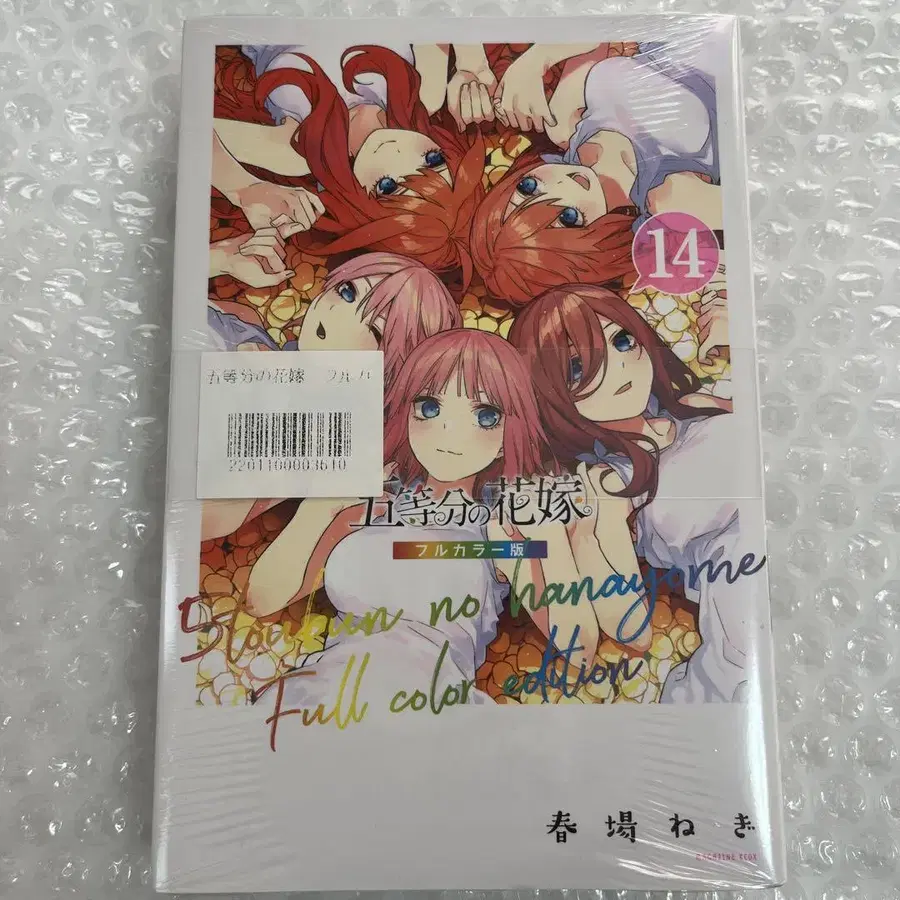 14
五等分の花嫁 フルカ
2201100003610
五等分の花嫁
フルカラー版
5Toubun no hanayome
Full color edition
春場ねぎ